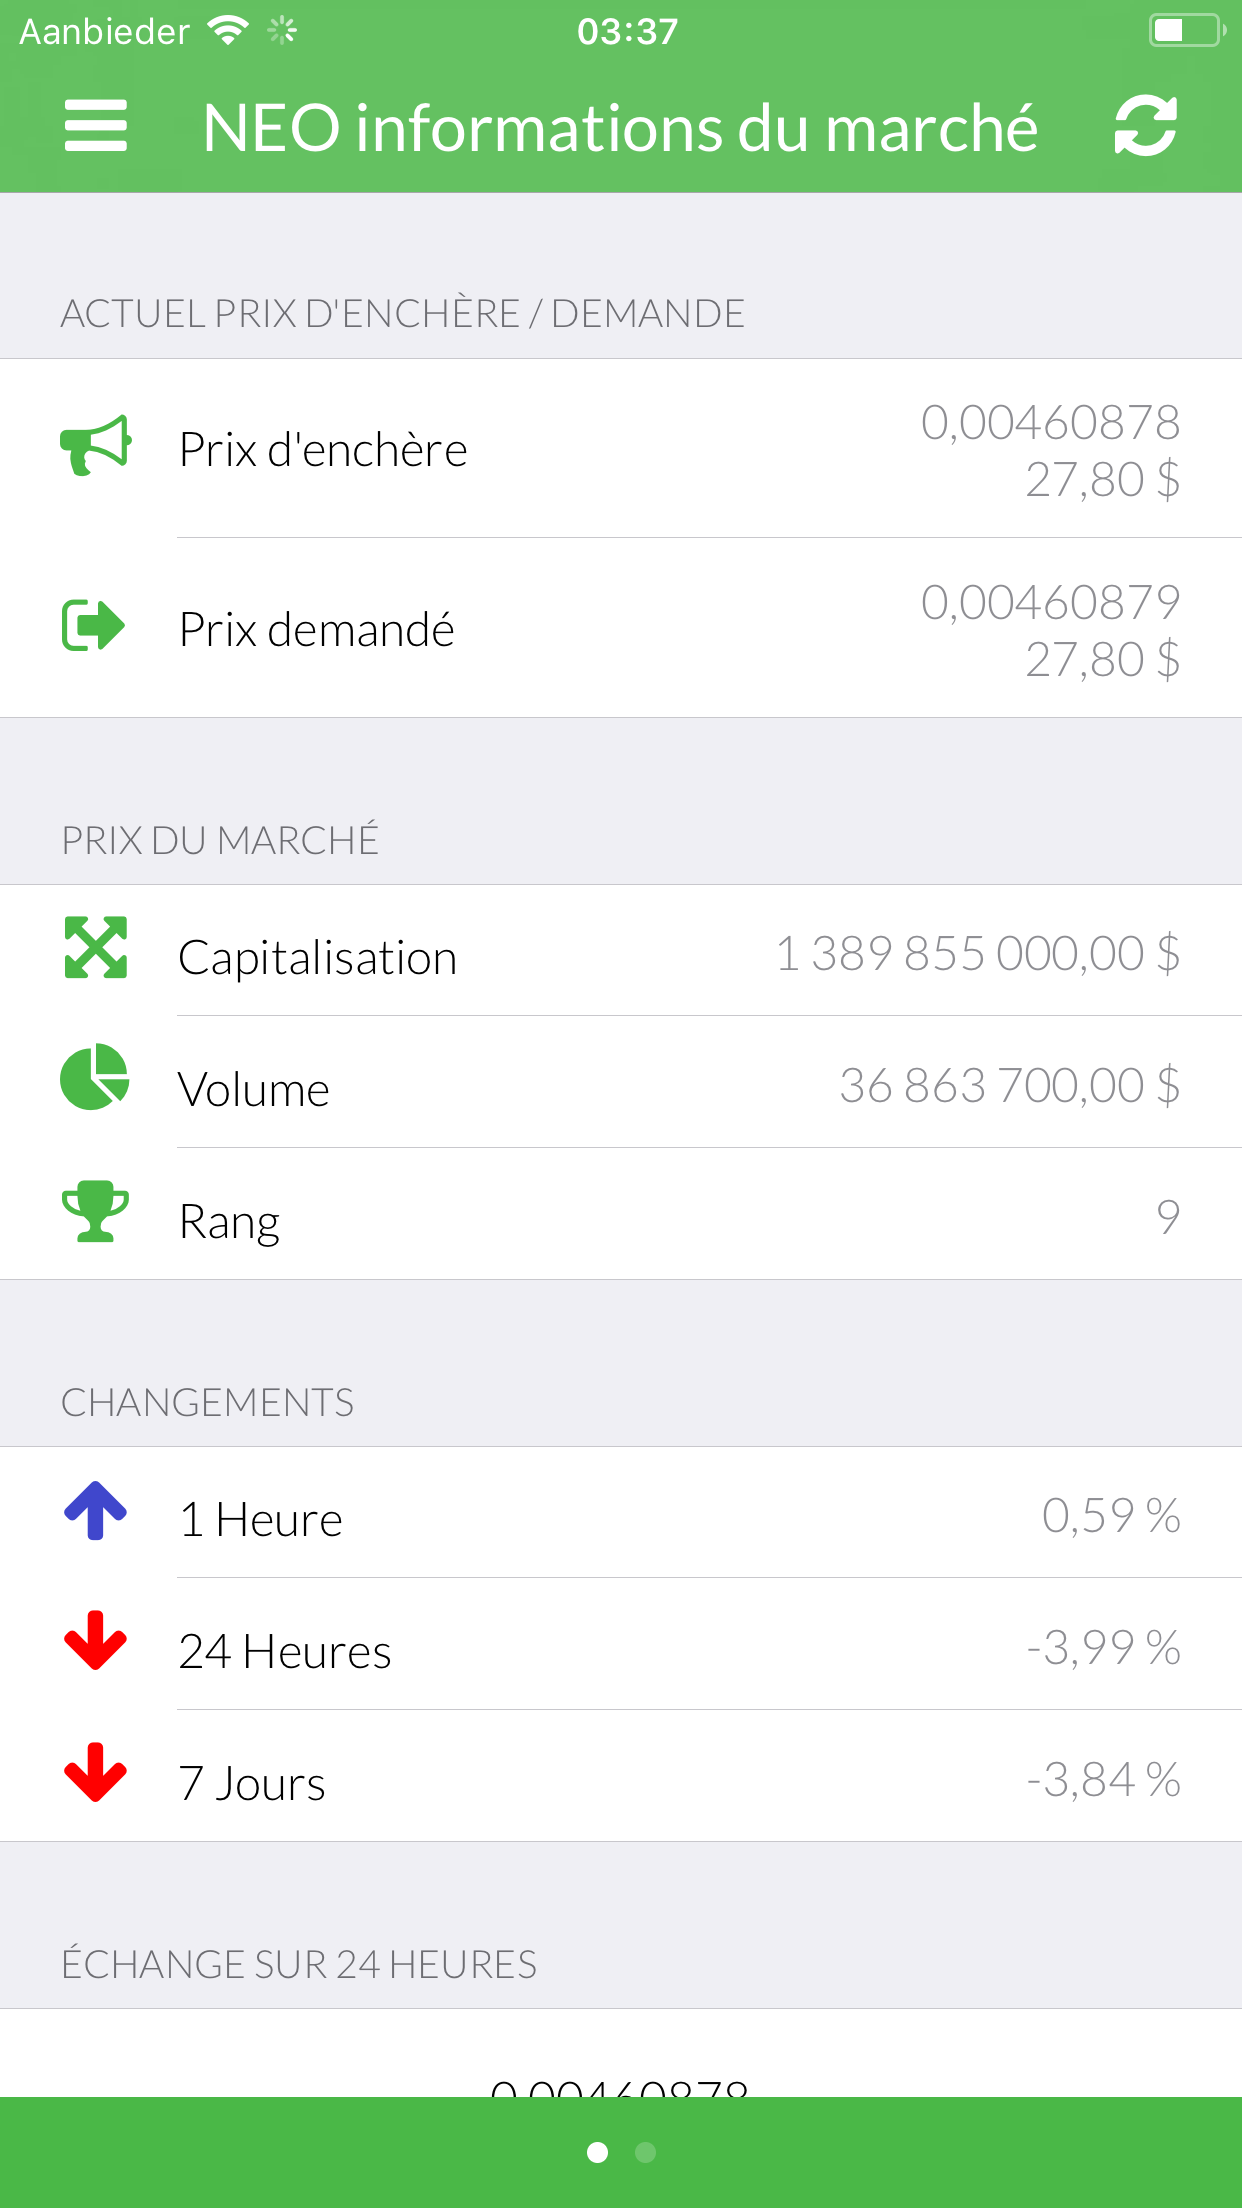 Aanbieder 03:37
NEO informations du marché
ACTUEL PRIX D'ENCHÈRE / DEMANDE
Prix d'enchère 0,00460878
27,80 $
Prix demandé 0,00460879
27,80 $
PRIX DU MARCHÉ
Capitalisation 1 389 855 000,00 $
Volume 36 863 700,00 $
Rang 9
CHANGEMENTS
1 Heure 0,59 %
24 Heures -3,99 %
7 Jours -3,84 %
ÉCHANGE SUR 24 HEURES
0,00460878